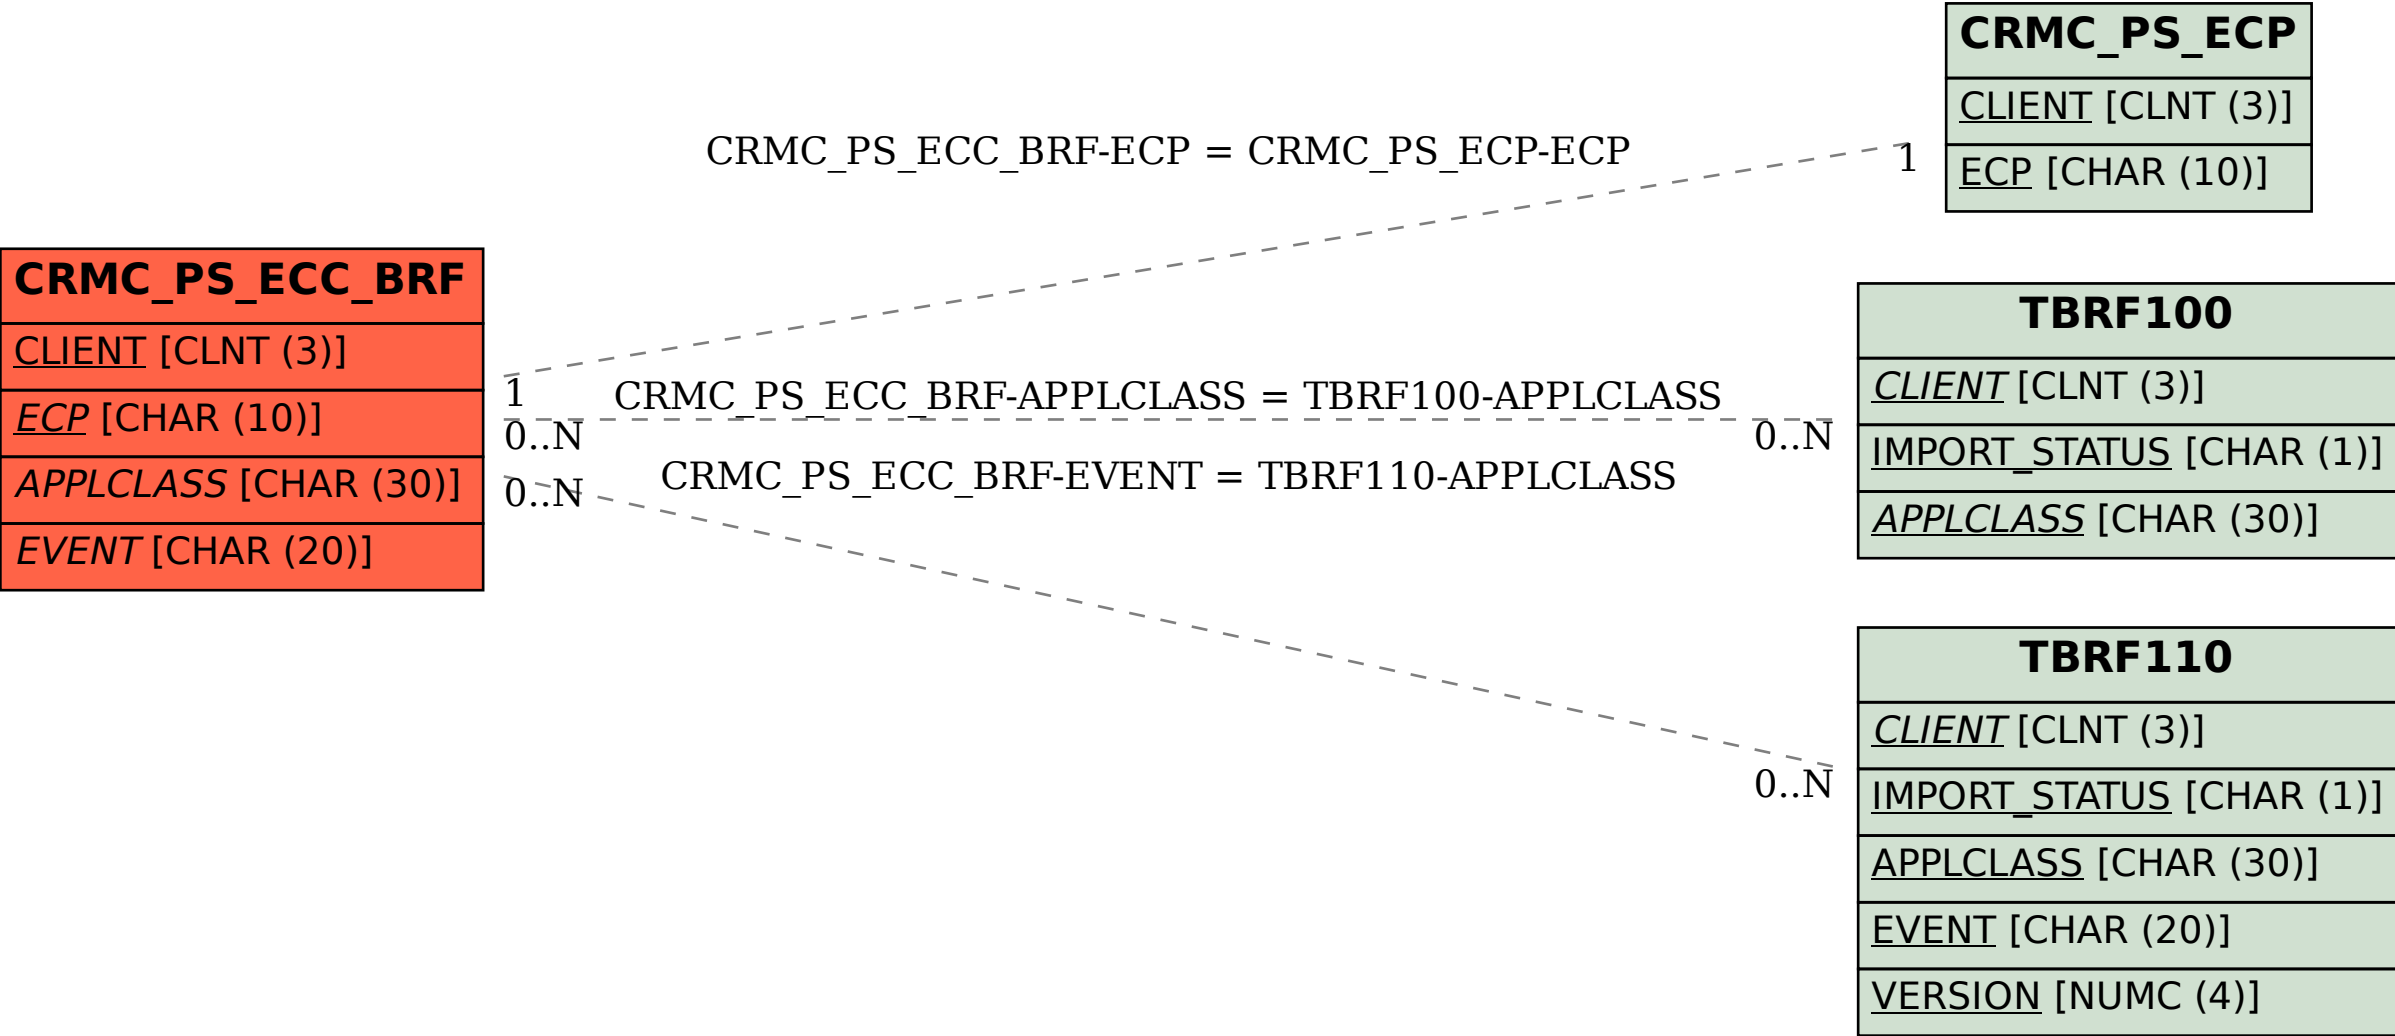 CRMC_PS_ECP
CLIENT [CLNT (3)]
ECP [CHAR (10)]
CRMC_PS_ECC_BRF-ECP = CRMC_PS_ECP-ECP
1
CRMC_PS_ECC_BRF
CLIENT [CLNT (3)]
ECP [CHAR (10)]
APPLCLASS [CHAR (30)]
EVENT [CHAR (20)]
1
CRMC_PS_ECC_BRF-APPLCLASS = TBRF100-APPLCLASS
0..N
0..N
CRMC_PS_ECC_BRF-EVENT = TBRF110-APPLCLASS
0..N
0..N
TBRF100
CLIENT [CLNT (3)]
IMPORT_STATUS [CHAR (1)]
APPLCLASS [CHAR (30)]
TBRF110
CLIENT [CLNT (3)]
IMPORT_STATUS [CHAR (1)]
APPLCLASS [CHAR (30)]
EVENT [CHAR (20)]
VERSION [NUMC (4)]